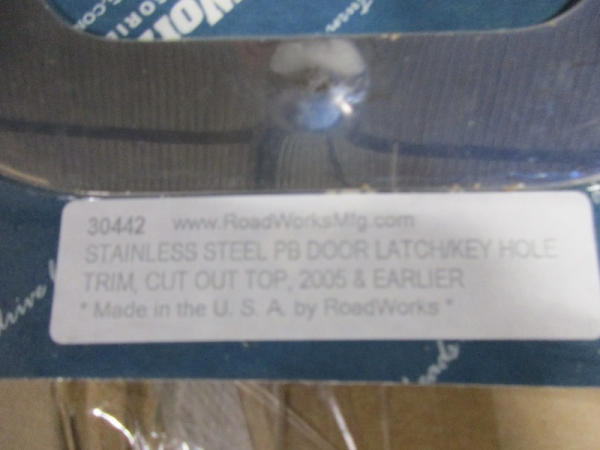 30442 www.RoadWorksMfg.com
STAINLESS STEEL PB DOOR LATCH/KEY HOLE
TRIM, CUT OUT TOP, 2005 & EARLIER
* Made in the U. S. A. by RoadWorks *
drive